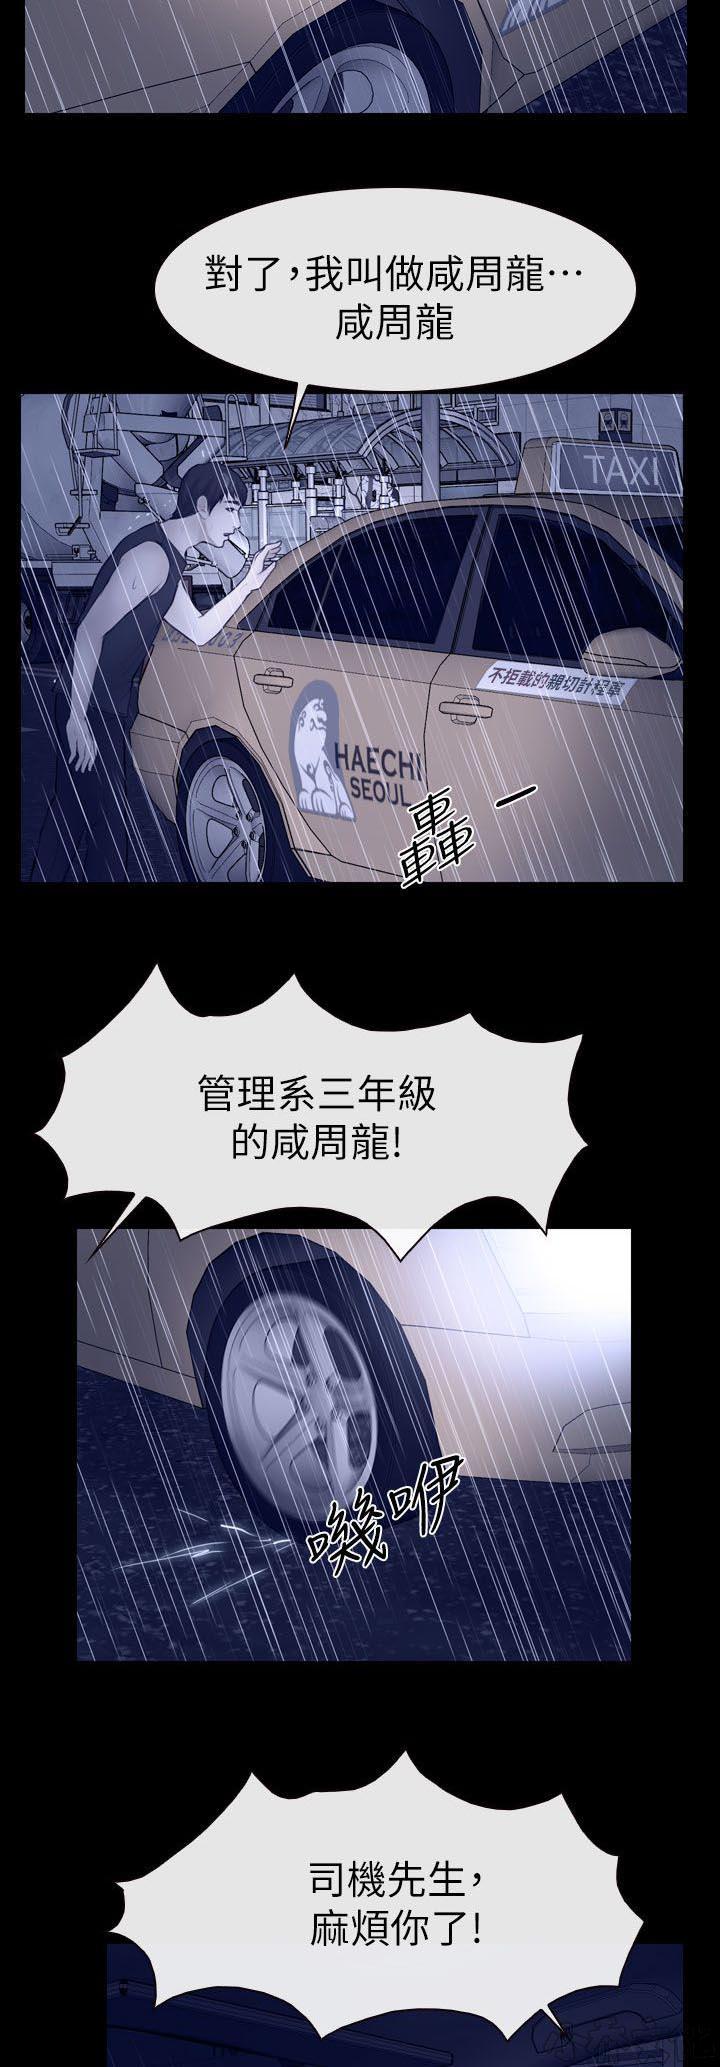 對了,我叫做咸周龍⋯
咸周龍
TAXI
不拒載的親切計程車
HAECHI
SEOUL
轟一
管理系三年級
的咸周龍!
嘰咿
司機先生,
麻煩你了!